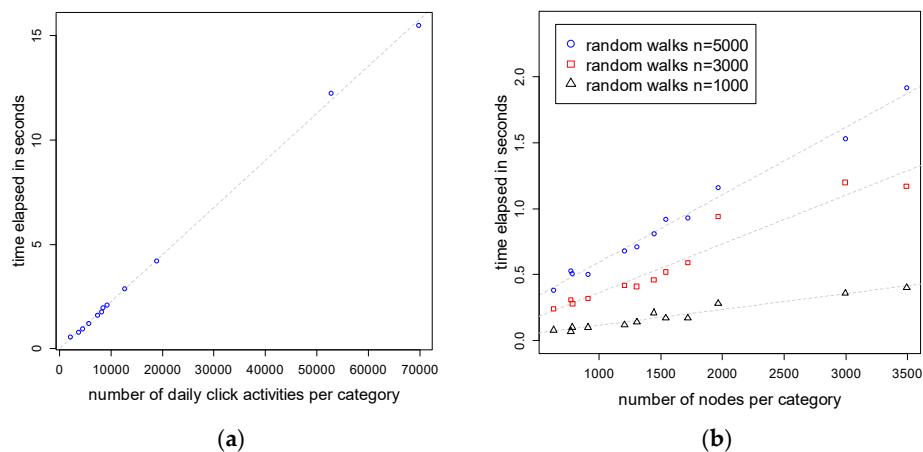 time elapsed in seconds
15
10
5
0
0 10000 20000 30000 40000 50000 60000 70000
number of daily click activities per category
(a)
random walks n=5000
random walks n=3000
random walks n=1000
time elapsed in seconds
2.0
1.5
1.0
0.5
0.0
1000 1500 2000 2500 3000 3500
number of nodes per category
(b)